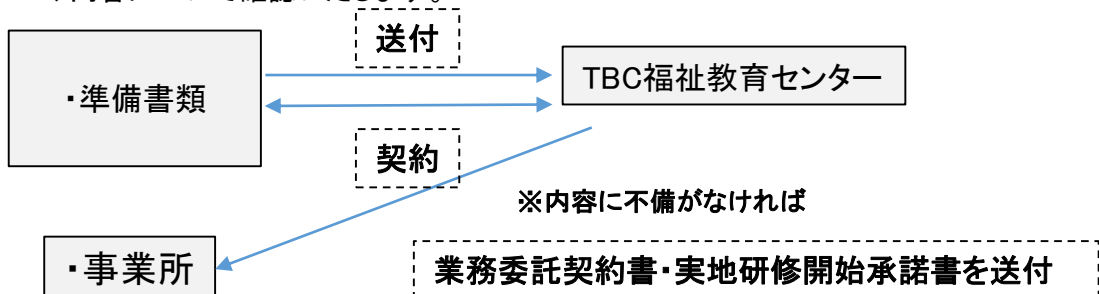 送付
・準備書類
TBC福祉教育センター
契約
※内容に不備がなければ
・事業所
業務委託契約書・実地研修開始承諾書を送付